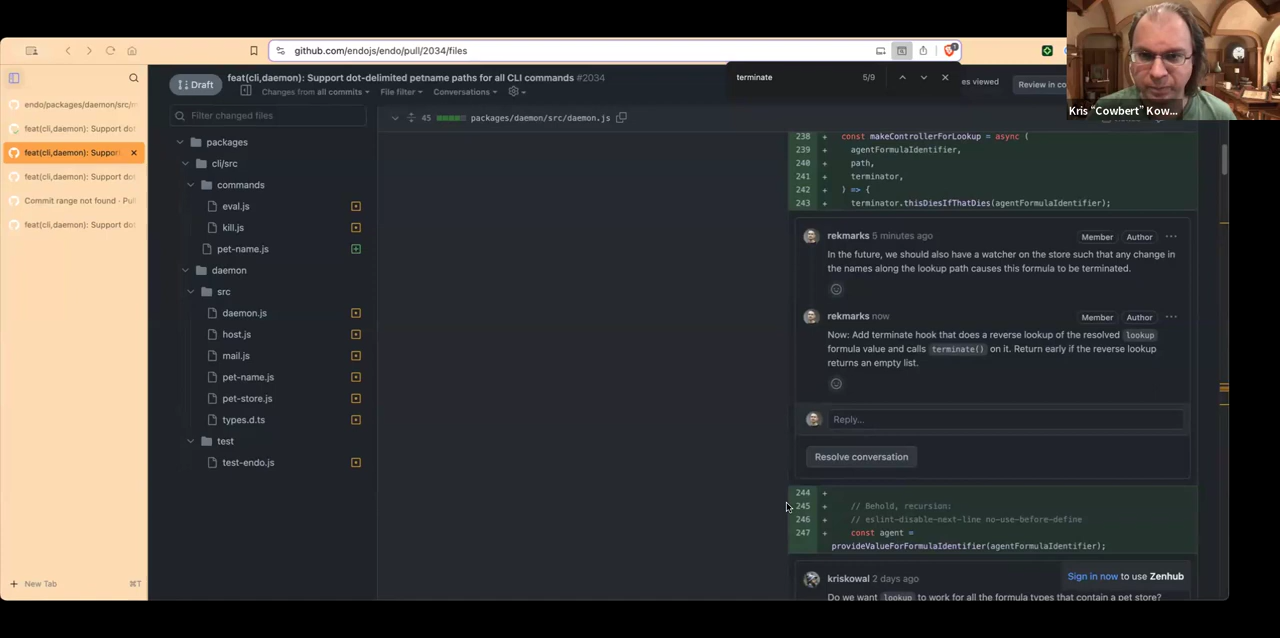 github.com/endojs/endo/pull/2034/files
terminate
5/9
Kris “Cowbert” Kow...
endo/packages/daemon/src/m
feat(cli,daemon): Support dot
feat(cli,daemon): Suppor
feat(cli,daemon): Support dot
Commit range not found · Pull
feat(cli,daemon): Support dot
New Tab
⌘T
Draft
feat(cli,daemon): Support dot-delimited petname paths for all CLI commands #2034
Changes from all commits
File filter
Conversations
es viewed
Review in co
Filter changed files
packages
cli/src
commands
eval.js
kill.js
pet-name.js
daemon
src
daemon.js
host.js
mail.js
pet-name.js
pet-store.js
types.d.ts
test
test-endo.js
45 packages/daemon/src/daemon.js
238 + const makeControllerForLookup = async (
239 + agentFormulaIdentifier,
240 + path,
241 + terminator,
242 + ) => {
243 + terminator.thisDiesIfThatDies(agentFormulaIdentifier);
rekmarks 5 minutes ago
Member
Author
In the future, we should also have a watcher on the store such that any change in
the names along the lookup path causes this formula to be terminated.
rekmarks now
Member
Author
Now: Add terminate hook that does a reverse lookup of the resolved lookup
formula value and calls terminate() on it. Return early if the reverse lookup
returns an empty list.
Reply...
Resolve conversation
244 +
245 + // Behold, recursion:
246 + // eslint-disable-next-line no-use-before-define
247 + const agent =
provideValueForFormulaIdentifier(agentFormulaIdentifier);
kriskowal 2 days ago
Sign in now to use Zenhub
Do we want lookup to work for all the formula types that contain a pet store?